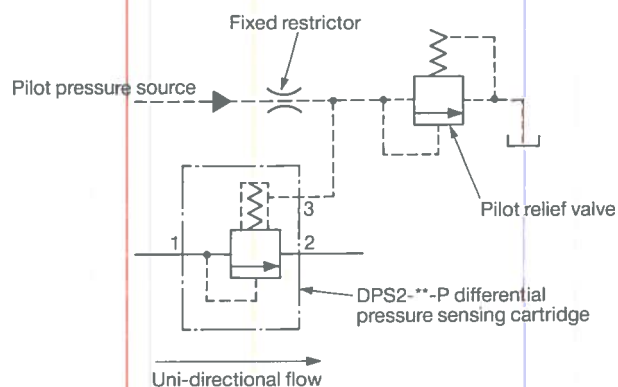 Fixed restrictor
Pilot pressure source
Pilot relief valve
3
1
2
DPS2-**-P differential
pressure sensing cartridge
Uni-directional flow